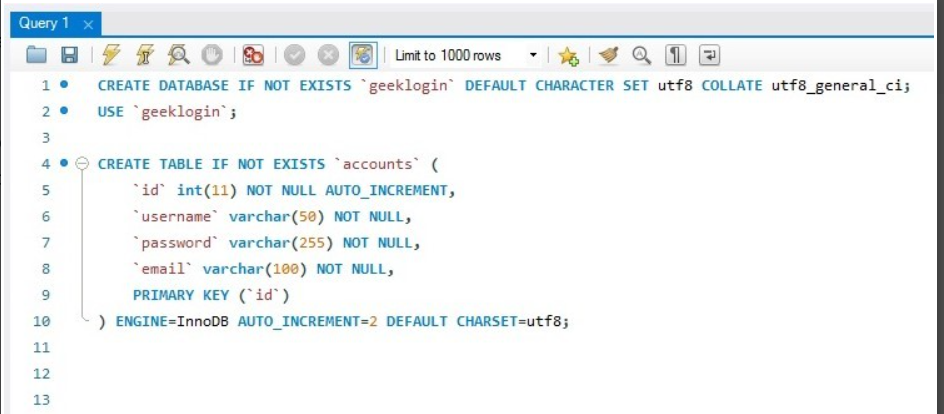 Query 1 ×
Limit to 1000 rows
1 CREATE DATABASE IF NOT EXISTS `geeklogin` DEFAULT CHARACTER SET utf8 COLLATE utf8_general_ci;
2 USE `geeklogin`;
3
4 CREATE TABLE IF NOT EXISTS `accounts` (
5 `id` int(11) NOT NULL AUTO_INCREMENT,
6 `username` varchar(50) NOT NULL,
7 `password` varchar(255) NOT NULL,
8 `email` varchar(100) NOT NULL,
9 PRIMARY KEY (`id`)
10 ) ENGINE=InnoDB AUTO_INCREMENT=2 DEFAULT CHARSET=utf8;
11
12
13